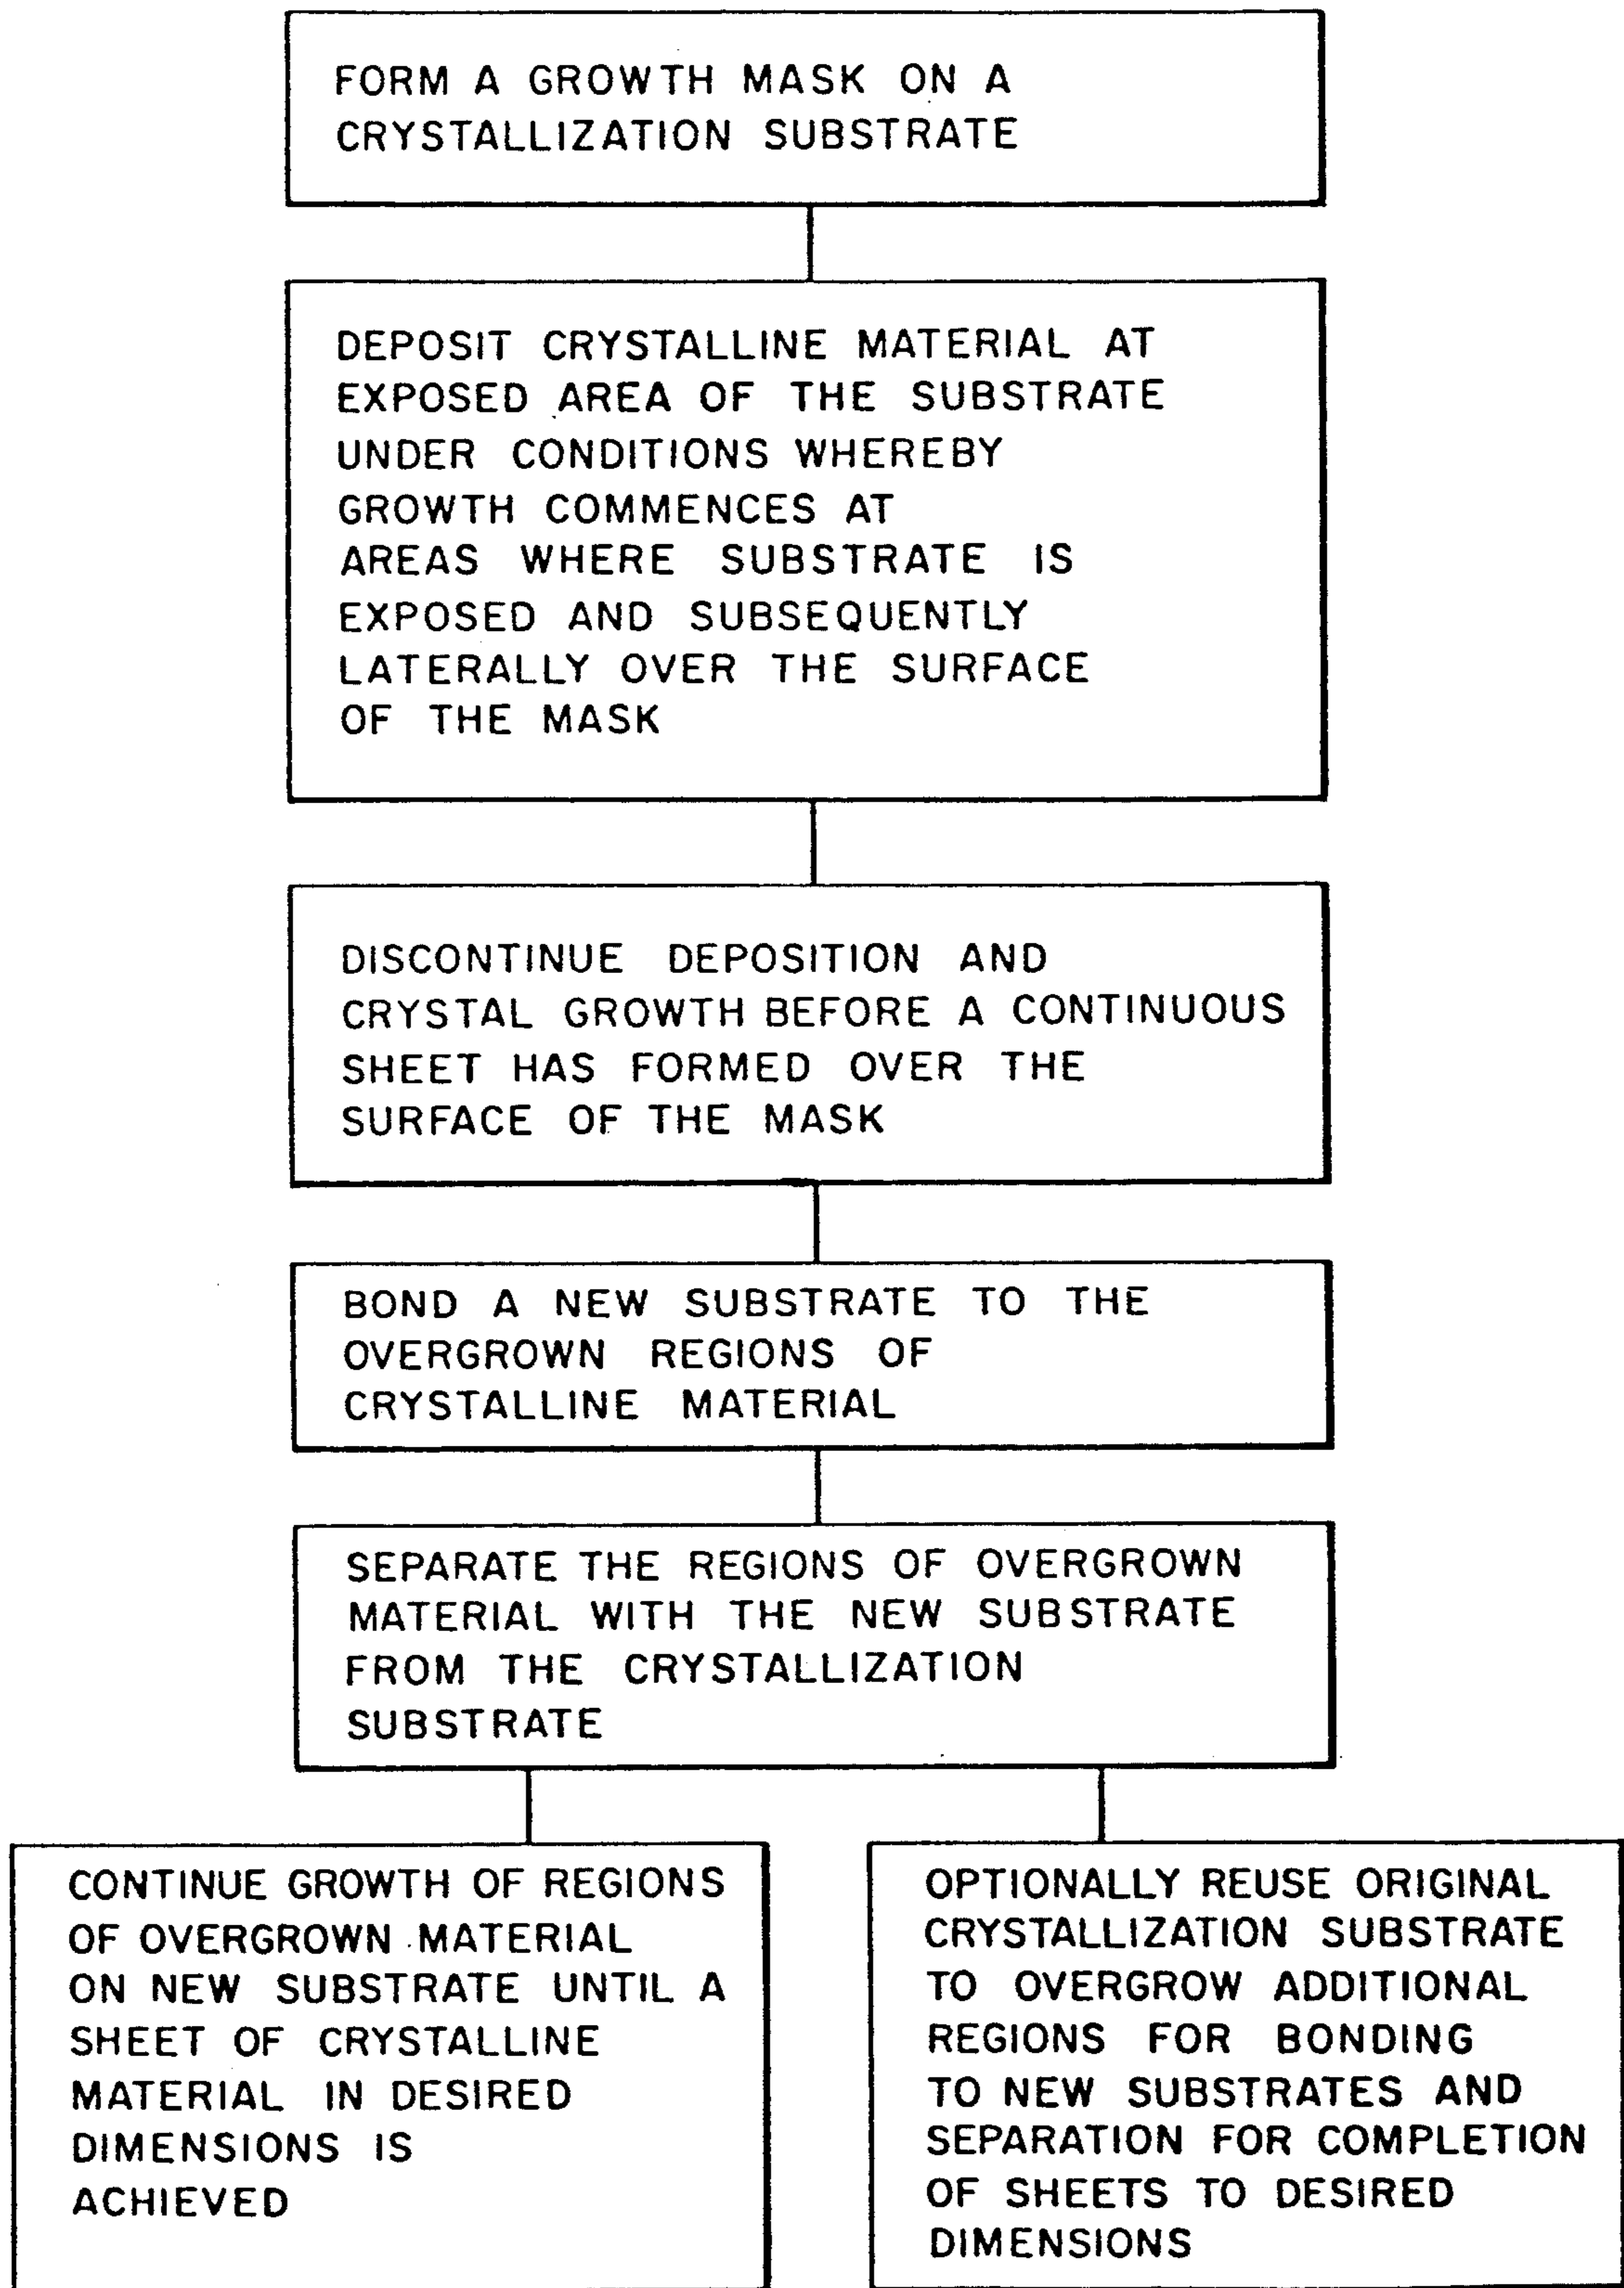 FORM A GROWTH MASK ON A
CRYSTALLIZATION SUBSTRATE
DEPOSIT CRYSTALLINE MATERIAL AT
EXPOSED AREA OF THE SUBSTRATE
UNDER CONDITIONS WHEREBY
GROWTH COMMENCES AT
AREAS WHERE SUBSTRATE IS
EXPOSED AND SUBSEQUENTLY
LATERALLY OVER THE SURFACE
OF THE MASK
DISCONTINUE DEPOSITION AND
CRYSTAL GROWTH BEFORE A CONTINUOUS
SHEET HAS FORMED OVER THE
SURFACE OF THE MASK
BOND A NEW SUBSTRATE TO THE
OVERGROWN REGIONS OF
CRYSTALLINE MATERIAL
SEPARATE THE REGIONS OF OVERGROWN
MATERIAL WITH THE NEW SUBSTRATE
FROM THE CRYSTALLIZATION
SUBSTRATE
CONTINUE GROWTH OF REGIONS
OF OVERGROWN MATERIAL
ON NEW SUBSTRATE UNTIL A
SHEET OF CRYSTALLINE
MATERIAL IN DESIRED
DIMENSIONS IS
ACHIEVED
OPTIONALLY REUSE ORIGINAL
CRYSTALLIZATION SUBSTRATE
TO OVERGROW ADDITIONAL
REGIONS FOR BONDING
TO NEW SUBSTRATES AND
SEPARATION FOR COMPLETION
OF SHEETS TO DESIRED
DIMENSIONS